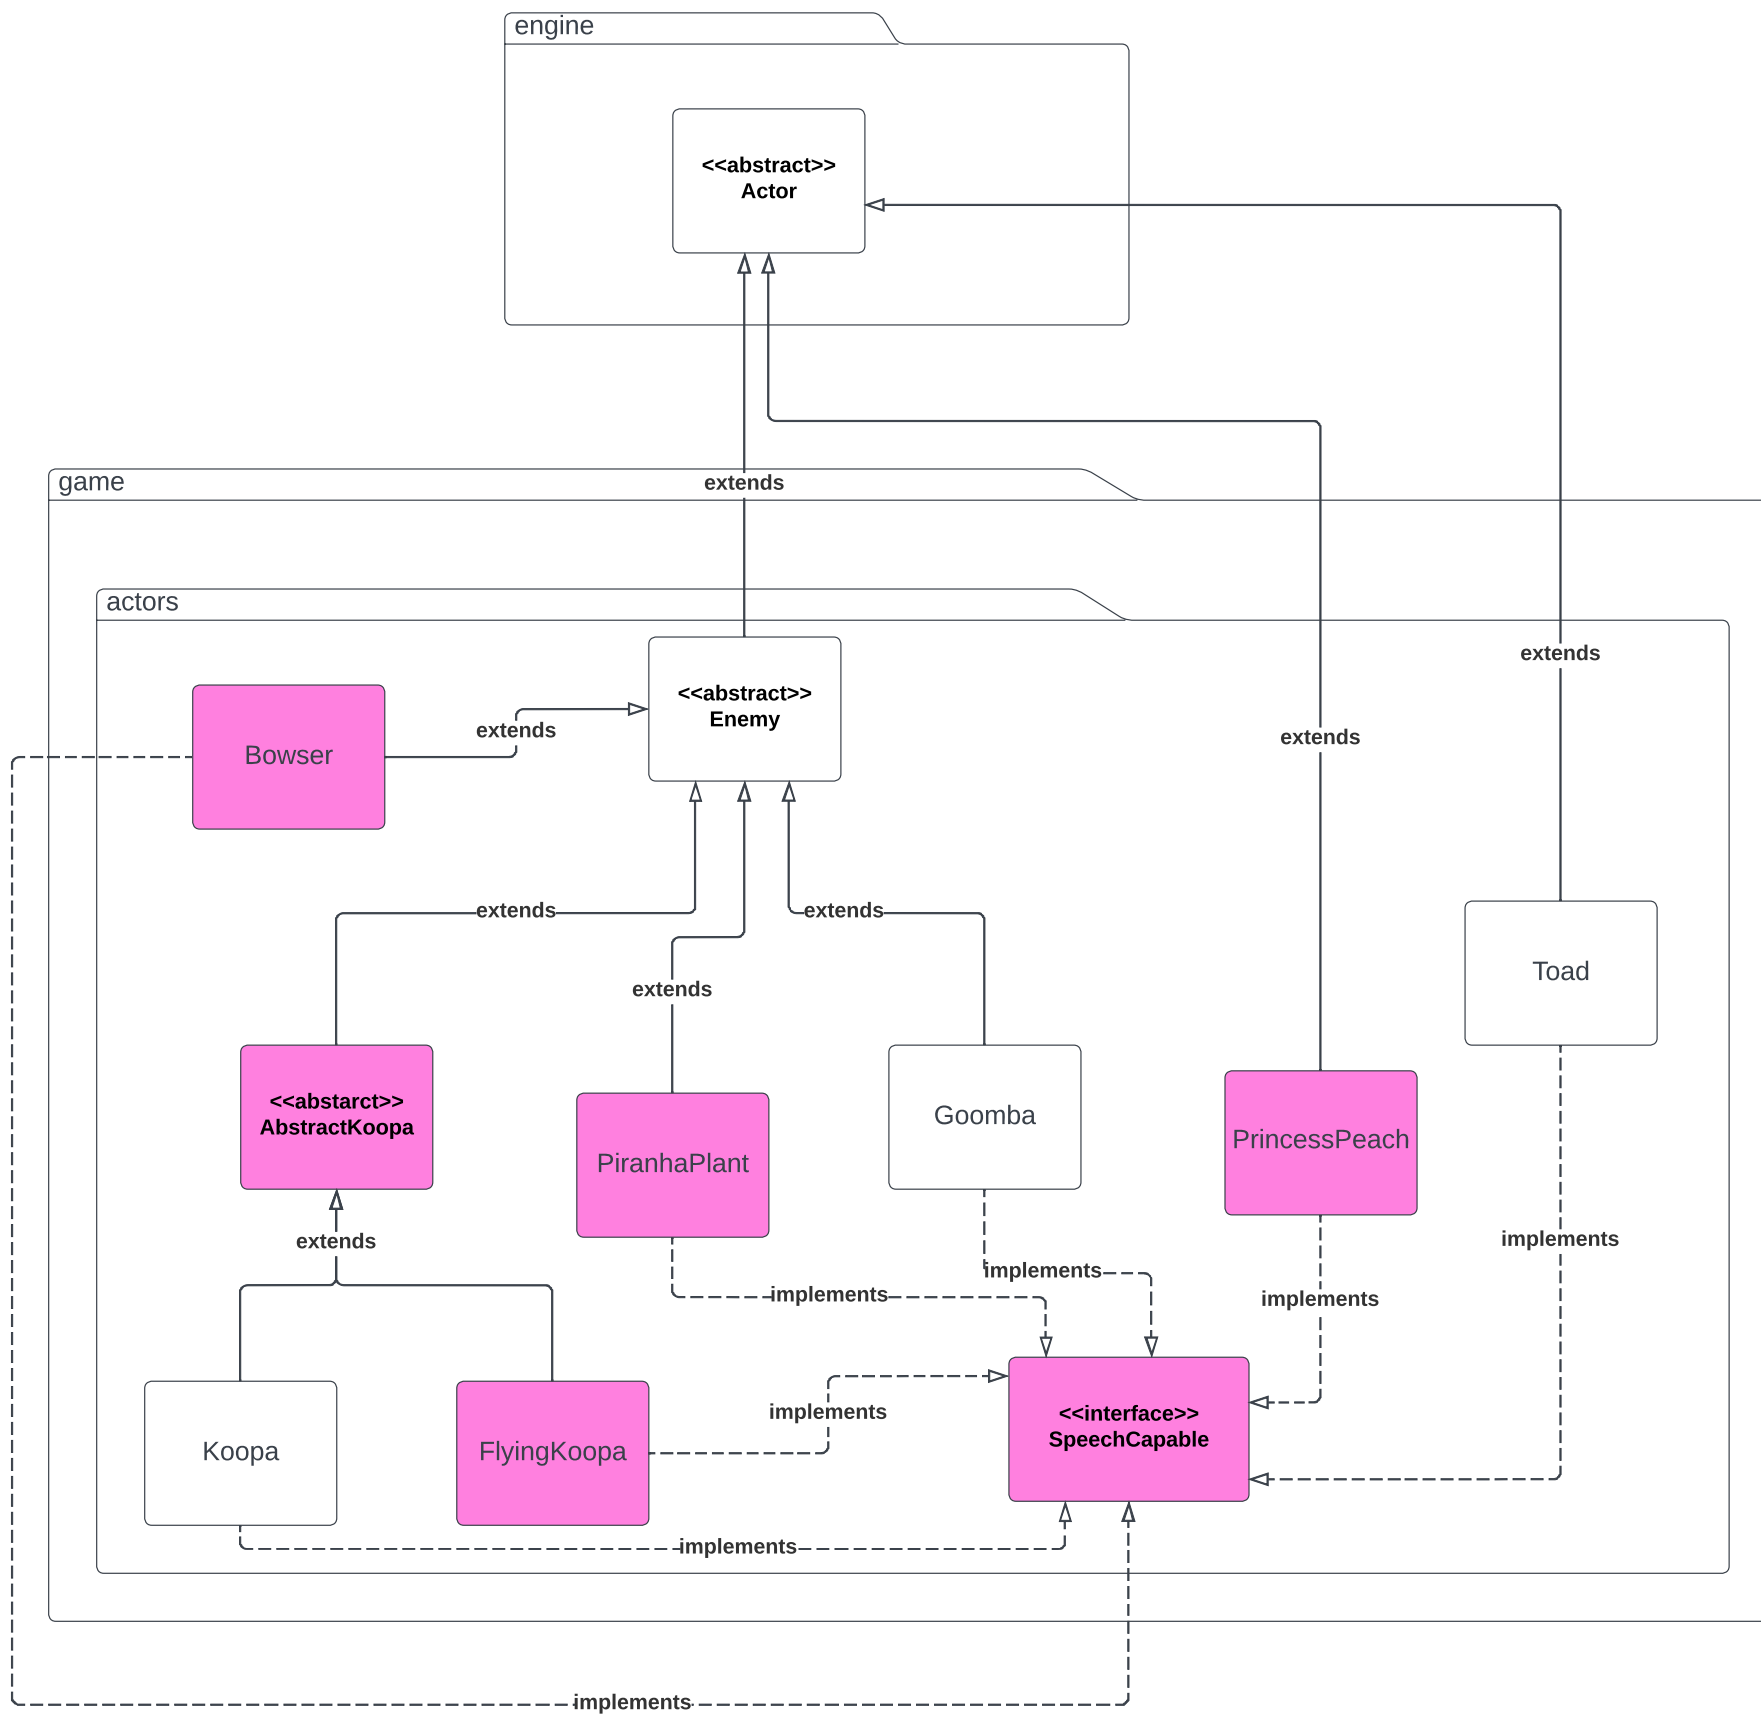 engine
<<abstract>>
Actor
game
extends
actors
extends
<<abstract>>
Enemy
extends
Bowser
extends
extends
extends
extends
Toad
extends
<<abstarct>>
AbstractKoopa
Goomba
PrincessPeach
PiranhaPlant
extends
implements
implements
implements
implements
implements
<<interface>>
SpeechCapable
Koopa
FlyingKoopa
implements
implements